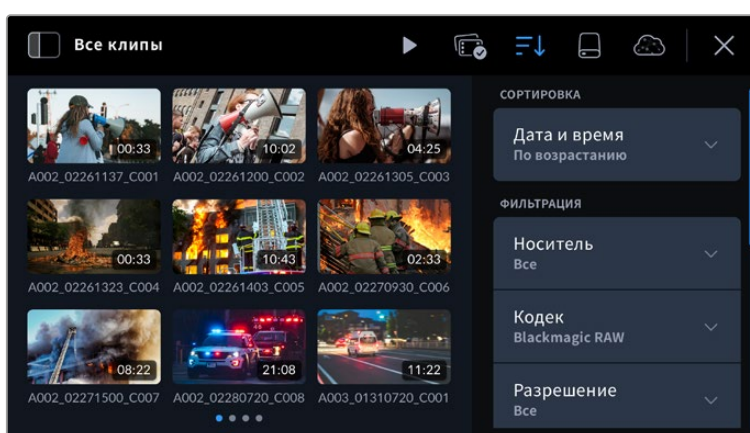 Все клипы
00:33
10:02
04:25
A002_02261137_C001
A002_02261200_C002
A002_02261305_C003
00:33
10:43
02:33
A002_02261323_C004
A002_02261403_C005
A002_02270930_C006
08:22
21:08
11:22
A002_02271500_C007
A002_02280720_C008
A003_01310720_C001
СОРТИРОВКА
Дата и время
По возрастанию
ФИЛЬТРАЦИЯ
Носитель
Все
Кодек
Blackmagic RAW
Разрешение
Все